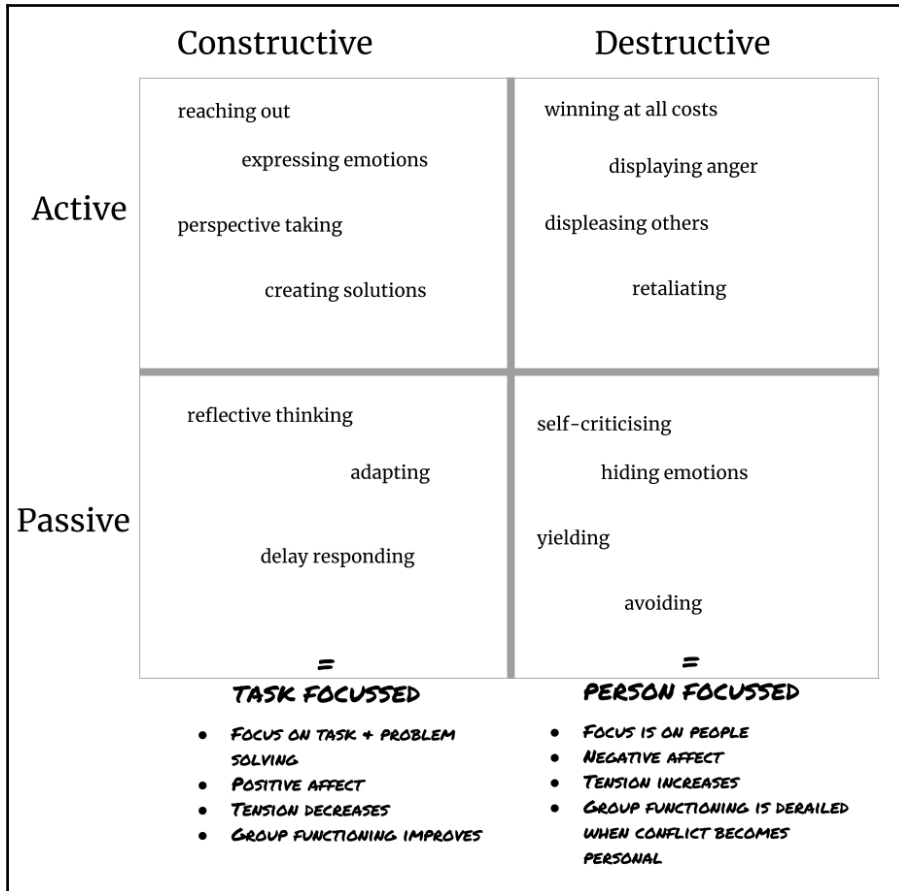 Constructive
Destructive
Active
reaching out
expressing emotions
perspective taking
creating solutions
winning at all costs
displaying anger
displeasing others
retaliating
Passive
reflective thinking
adapting
delay responding
self-criticising
hiding emotions
yielding
avoiding
=
TASK FOCUSSED
● FOCUS ON TASK + PROBLEM
SOLVING
● POSITIVE AFFECT
● TENSION DECREASES
● GROUP FUNCTIONING IMPROVES
=
PERSON FOCUSSED
● FOCUS IS ON PEOPLE
● NEGATIVE AFFECT
● TENSION INCREASES
● GROUP FUNCTIONING IS DERAILED
WHEN CONFLICT BECOMES
PERSONAL